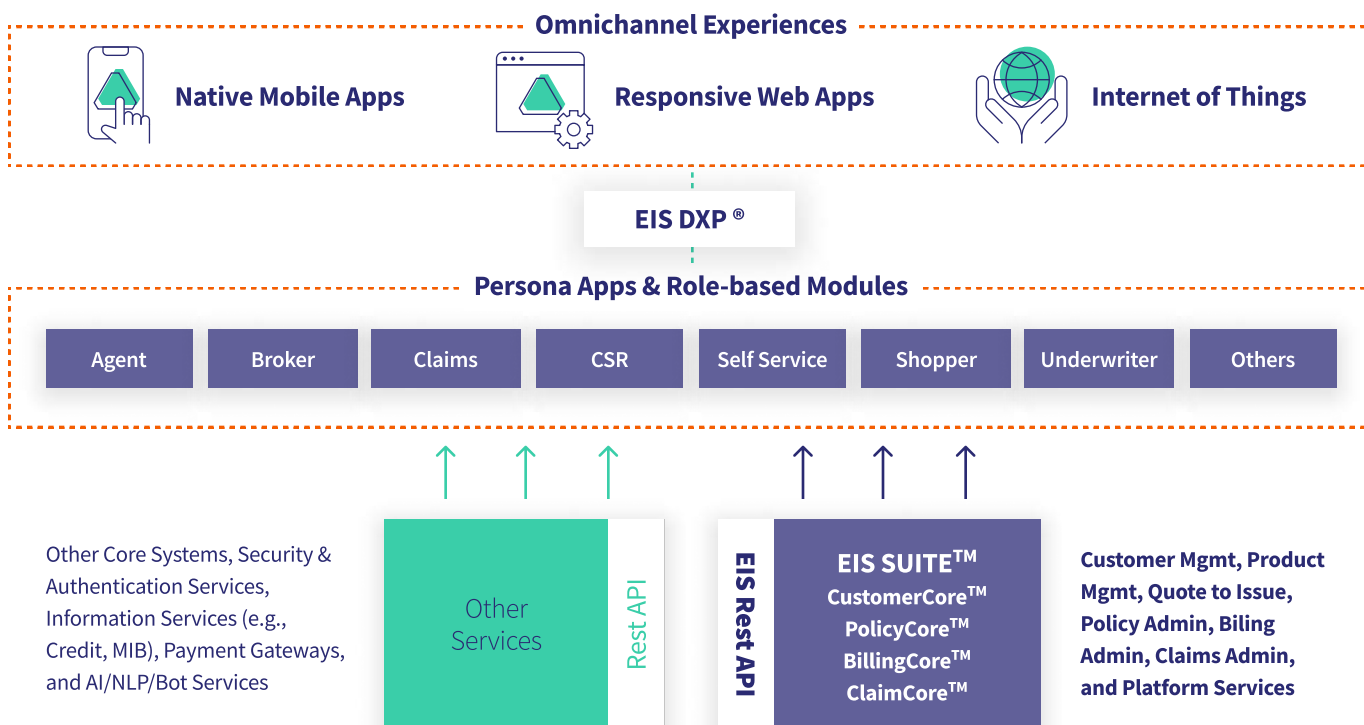 Omnichannel Experiences
Native Mobile Apps
Responsive Web Apps
Internet of Things
EIS DXP ®
Persona Apps & Role-based Modules
Agent
Broker
Claims
CSR
Self Service
Shopper
Underwriter
Others
Other Core Systems, Security &
Authentication Services,
Information Services (e.g.,
Credit, MIB), Payment Gateways,
and AI/NLP/Bot Services
Other
Services
Rest API
EIS Rest API
EIS SUITE™
CustomerCore™
PolicyCore™
BillingCore™
ClaimCore™
Customer Mgmt, Product
Mgmt, Quote to Issue,
Policy Admin, Biling
Admin, Claims Admin,
and Platform Services